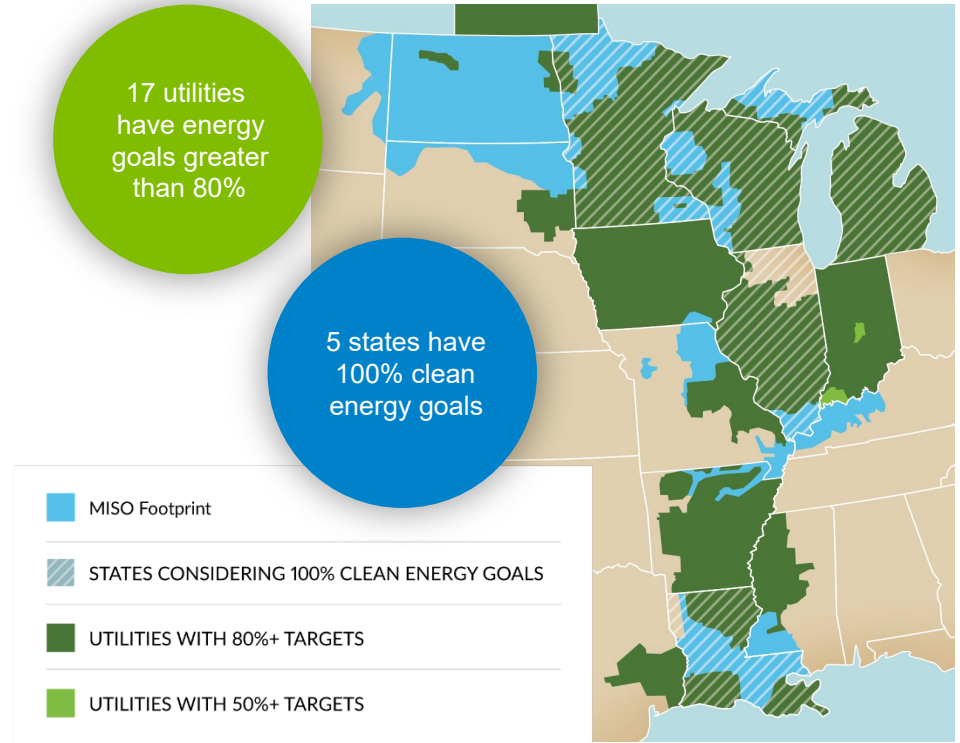 17 utilities
have energy
goals greater
than 80%
5 states have
100% clean
energy goals
MISO Footprint
STATES CONSIDERING 100% CLEAN ENERGY GOALS
UTILITIES WITH 80%+ TARGETS
UTILITIES WITH 50%+ TARGETS